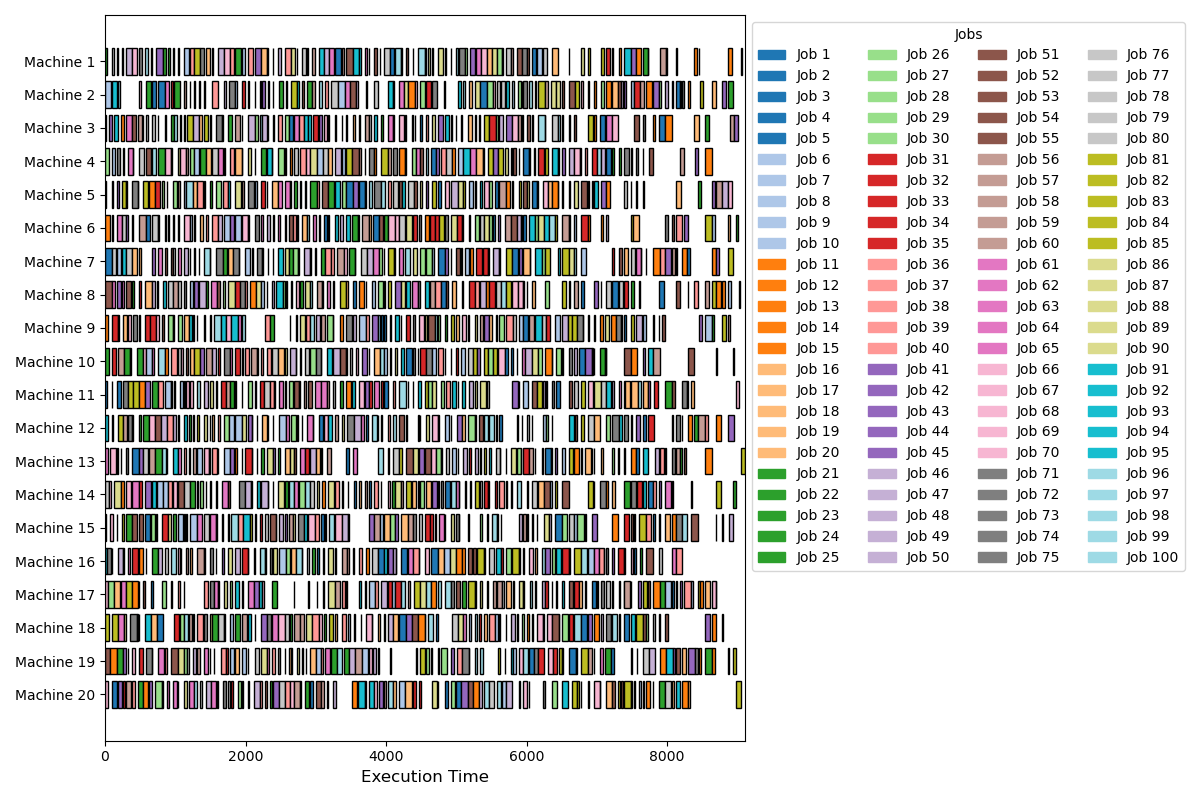 Machine 1
Machine 2
Machine 3
Machine 4
Machine 5
Machine 6
Machine 7
Machine 8
Machine 9
Machine 10
Machine 11
Machine 12
Machine 13
Machine 14
Machine 15
Machine 16
Machine 17
Machine 18
Machine 19
Machine 20
0 2000 4000 6000 8000
Execution Time
Jobs
Job 1 Job 26 Job 51 Job 76
Job 2 Job 27 Job 52 Job 77
Job 3 Job 28 Job 53 Job 78
Job 4 Job 29 Job 54 Job 79
Job 5 Job 30 Job 55 Job 80
Job 6 Job 31 Job 56 Job 81
Job 7 Job 32 Job 57 Job 82
Job 8 Job 33 Job 58 Job 83
Job 9 Job 34 Job 59 Job 84
Job 10 Job 35 Job 60 Job 85
Job 11 Job 36 Job 61 Job 86
Job 12 Job 37 Job 62 Job 87
Job 13 Job 38 Job 63 Job 88
Job 14 Job 39 Job 64 Job 89
Job 15 Job 40 Job 65 Job 90
Job 16 Job 41 Job 66 Job 91
Job 17 Job 42 Job 67 Job 92
Job 18 Job 43 Job 68 Job 93
Job 19 Job 44 Job 69 Job 94
Job 20 Job 45 Job 70 Job 95
Job 21 Job 46 Job 71 Job 96
Job 22 Job 47 Job 72 Job 97
Job 23 Job 48 Job 73 Job 98
Job 24 Job 49 Job 74 Job 99
Job 25 Job 50 Job 75 Job 100